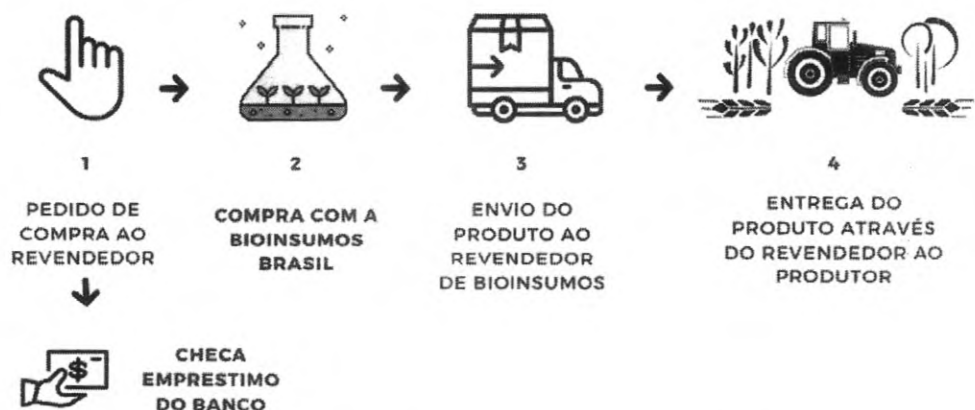 1
PEDIDO DE
COMPRA AO
REVENDEDOR
2
COMPRA COM A
BIOINSUMOS
BRASIL
3
ENVIO DO
PRODUTO AO
REVENDEDOR
DE BIOINSUMOS
4
ENTREGA DO
PRODUTO ATRAVÉS
DO REVENDEDOR AO
PRODUTOR
$
CHECA
EMPRESTIMO
DO BANCO